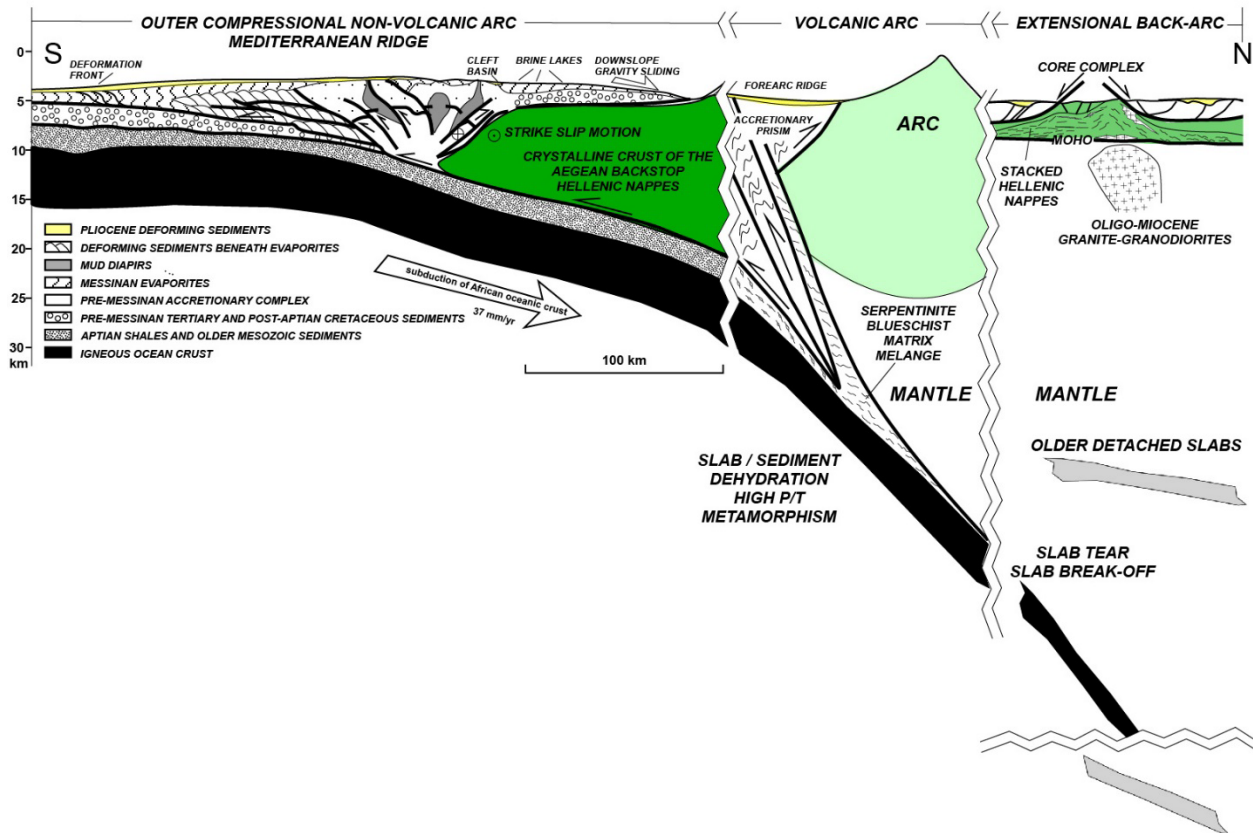 OUTER COMPRESSIONAL NON-VOLCANIC ARC
MEDITERRANEAN RIDGE
VOLCANIC ARC
EXTENSIONAL BACK-ARC
S
N
0
5
10
15
20
25
30
km
DEFORMATION
FRONT
CLEFT
BASIN
BRINE LAKES
DOWNSLOPE
GRAVITY SLIDING
FOREARC RIDGE
CORE COMPLEX
ACCRETIONARY
PRISM
ARC
STRIKE SLIP MOTION
CRYSTALLINE CRUST OF THE
AEGEAN BACKSTOP
HELLENIC NAPPES
MOHO
STACKED
HELLENIC
NAPPES
OLIGO-MIOCENE
GRANITE-GRANODIORITES
PLIOCENE DEFORMING SEDIMENTS
DEFORMING SEDIMENTS BENEATH EVAPORITES
MUD DIAPIRS
MESSINAN EVAPORITES
PRE-MESSINAN ACCRETIONARY COMPLEX
PRE-MESSINAN TERTIARY AND POST-APTIAN CRETACEOUS SEDIMENTS
APTIAN SHALES AND OLDER MESOZOIC SEDIMENTS
IGNEOUS OCEAN CRUST
subduction of African oceanic crust
37 mm/yr
100 km
SERPENTINITE
BLUESCHIST
MATRIX
MELANGE
MANTLE
MANTLE
SLAB / SEDIMENT
DEHYDRATION
HIGH P/T
METAMORPHISM
OLDER DETACHED SLABS
SLAB TEAR
SLAB BREAK-OFF